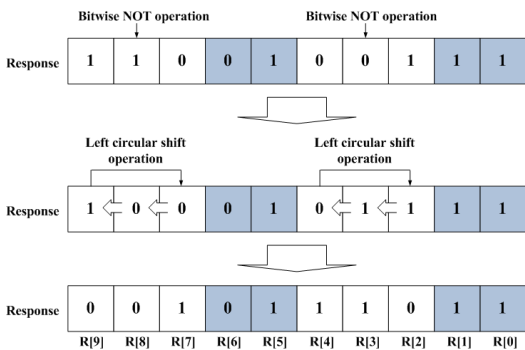 Bitwise NOT operation Bitwise NOT operation
Response 1 1 0 0 1 0 0 1 1 1
Left circular shift operation Left circular shift operation
Response 1 0 0 0 1 0 1 1 1 1
Response 0 0 1 0 1 1 1 0 1 1
R[9] R[8] R[7] R[6] R[5] R[4] R[3] R[2] R[1] R[0]